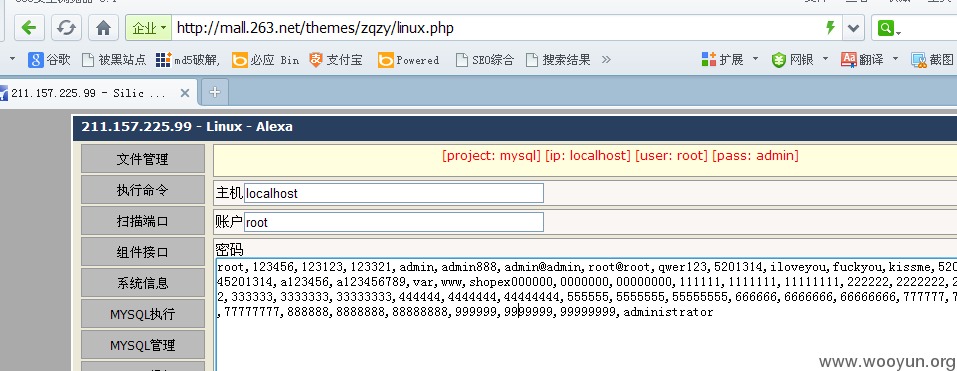 http://mall.263.net/themes/zqzy/linux.php
企业
谷歌 被黑站点 md5破解, 必应 Bin 支付宝 Powered SEO综合 搜索结果 » 扩展 网银 翻译 截图
211.157.225.99 - Silic ...
211.157.225.99 - Linux - Alexa
文件管理
[project: mysql] [ip: localhost] [user: root] [pass: admin]
执行命令
主机 localhost
扫描端口
账户 root
组件接口
密码
root,123456,123123,123321,admin,admin888,admin@admin,root@root,qwer123,5201314,iloveyou,fuckyou,kissme,520
45201314,a123456,a123456789,var,www,shopex000000,0000000,00000000,111111,1111111,11111111,222222,2222222,22
系统信息
2,333333,3333333,33333333,444444,4444444,44444444,555555,5555555,55555555,666666,6666666,66666666,777777,7
MYSQL执行
,77777777,888888,8888888,88888888,999999,9999999,99999999,administrator
MYSQL管理
www.wooyun.org